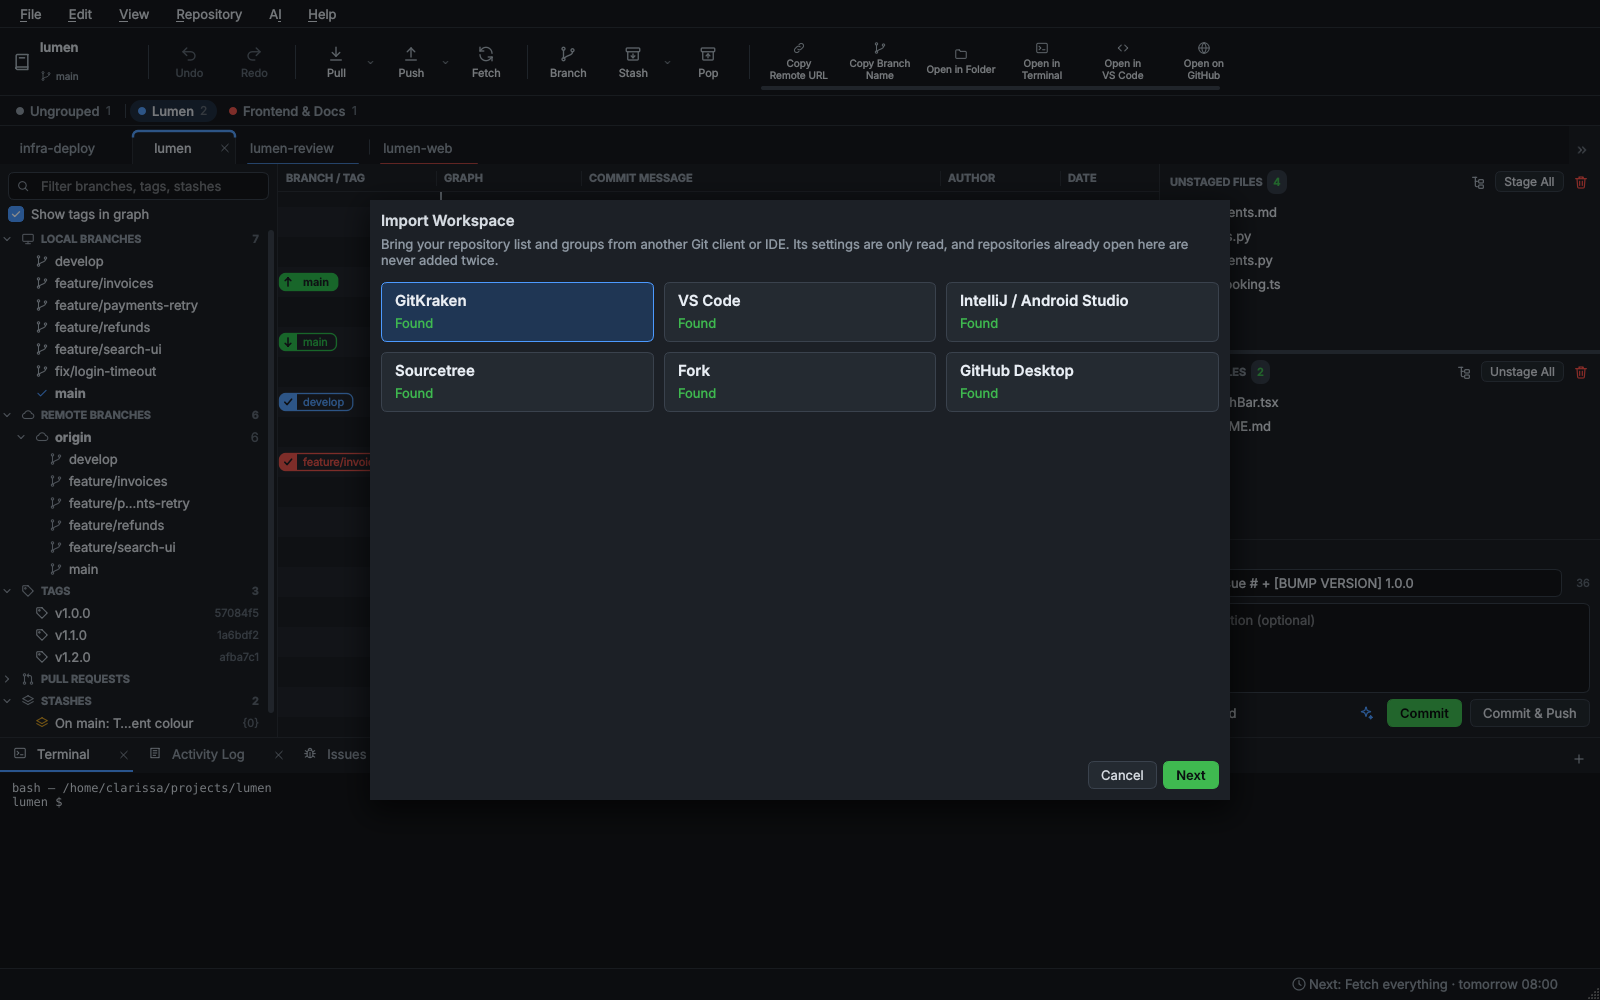 File Edit View Repository AI Help
lumen
main
Undo Redo Pull Push Fetch Branch Stash Pop
Copy Remote URL
Copy Branch Name
Open in Folder
Open in Terminal
Open in VS Code
Open on GitHub
Ungrouped 1 Lumen 2 Frontend & Docs 1
infra-deploy lumen lumen-review lumen-web
Filter branches, tags, stashes
Show tags in graph
LOCAL BRANCHES 7
develop
feature/invoices
feature/payments-retry
feature/refunds
feature/search-ui
fix/login-timeout
main
REMOTE BRANCHES 6
origin 6
develop
feature/invoices
feature/p...nts-retry
feature/refunds
feature/search-ui
main
TAGS 3
v1.0.0 57084f5
v1.1.0 1a6bdf2
v1.2.0 afba7c1
PULL REQUESTS
STASHES 2
On main: T...ent colour {0}
BRANCH / TAG GRAPH COMMIT MESSAGE AUTHOR DATE
main
main
develop
feature/invoi
Import Workspace
Bring your repository list and groups from another Git client or IDE. Its settings are only read, and repositories already open here are
never added twice.
GitKraken
Found
VS Code
Found
IntelliJ / Android Studio
Found
Sourcetree
Found
Fork
Found
GitHub Desktop
Found
Cancel Next
UNSTAGED FILES 4 Stage All
ents.md
s.py
ents.py
oking.ts
ES 2 Unstage All
hBar.tsx
ME.md
ue # + [BUMP VERSION] 1.0.0 36
tion (optional)
d Commit Commit & Push
Terminal Activity Log Issues
bash — /home/clarissa/projects/lumen
lumen $
Next: Fetch everything · tomorrow 08:00